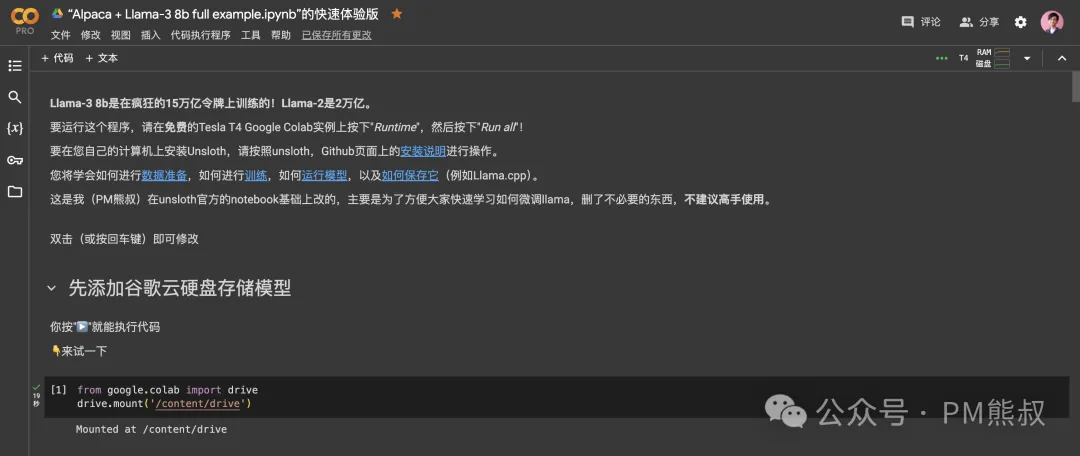 “Alpaca + Llama-3 8b full example.ipynb”的快速体验版
PRO
文件 修改 视图 插入 代码执行程序 工具 帮助 已保存所有更改
评论 分享
+ 代码 + 文本
T4 RAM 磁盘
Llama-3 8b是在疯狂的15万亿令牌上训练的！Llama-2是2万亿。
要运行这个程序，请在免费的Tesla T4 Google Colab实例上按下"Runtime"，然后按下"Run all"！
要在您自己的计算机上安装Unsloth，请按照unsloth，Github页面上的安装说明进行操作。
您将学会如何进行数据准备，如何进行训练，如何运行模型，以及如何保存它（例如Llama.cpp）。
这是我（PM熊叔）在unsloth官方的notebook基础上改的，主要是为了方便大家快速学习如何微调llama，删了不必要的东西，不建议高手使用。
双击（或按回车键）即可修改
先添加谷歌云硬盘存储模型
你按"▶️"就能执行代码
👇来试一下
[1] from google.colab import drive
19
秒
drive.mount('/content/drive')
Mounted at /content/drive
公众号 · PM熊叔